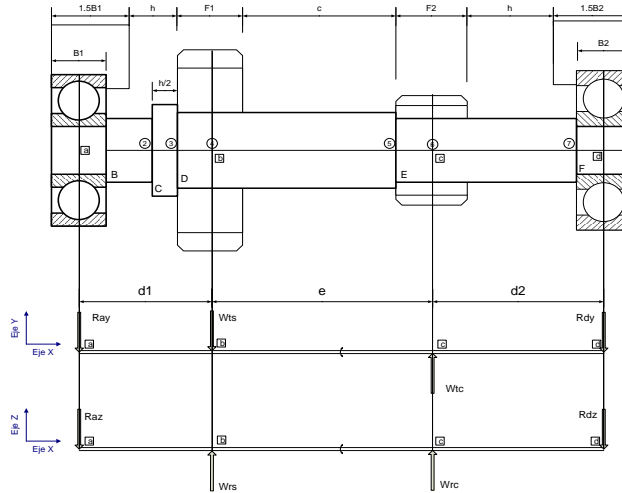 1.5B1 h F1 c F2 h 1.5B2
B1 B2
h/2
2 3 4 5 6 7
a b c d
B C D E F
d1 e d2
Ray Wts Rdy
Eje Y
Eje X
a b c d
Wtc
Raz Rdz
Eje Z
Eje X
a b c d
Wrs Wrc